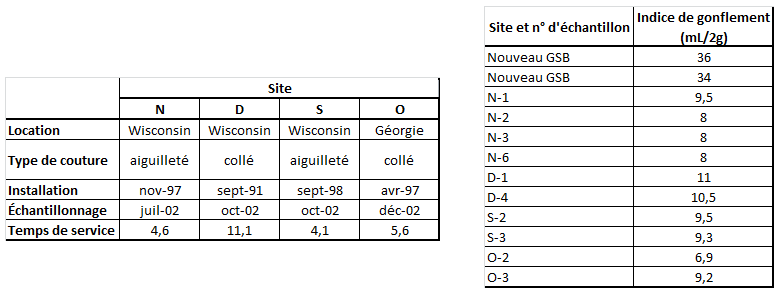 Site
N D S O
Location Wisconsin Wisconsin Wisconsin Géorgie
Type de couture aiguilleté collé aiguilleté collé
Installation nov-97 sept-91 sept-98 avr-97
Échantillonnage juil-02 oct-02 oct-02 déc-02
Temps de service 4,6 11,1 4,1 5,6
Site et n° d'échantillon Indice de gonflement
(mL/2g)
Nouveau GSB 36
Nouveau GSB 34
N-1 9,5
N-2 8
N-3 8
N-6 8
D-1 11
D-4 10,5
S-2 9,5
S-3 9,3
O-2 6,9
O-3 9,2